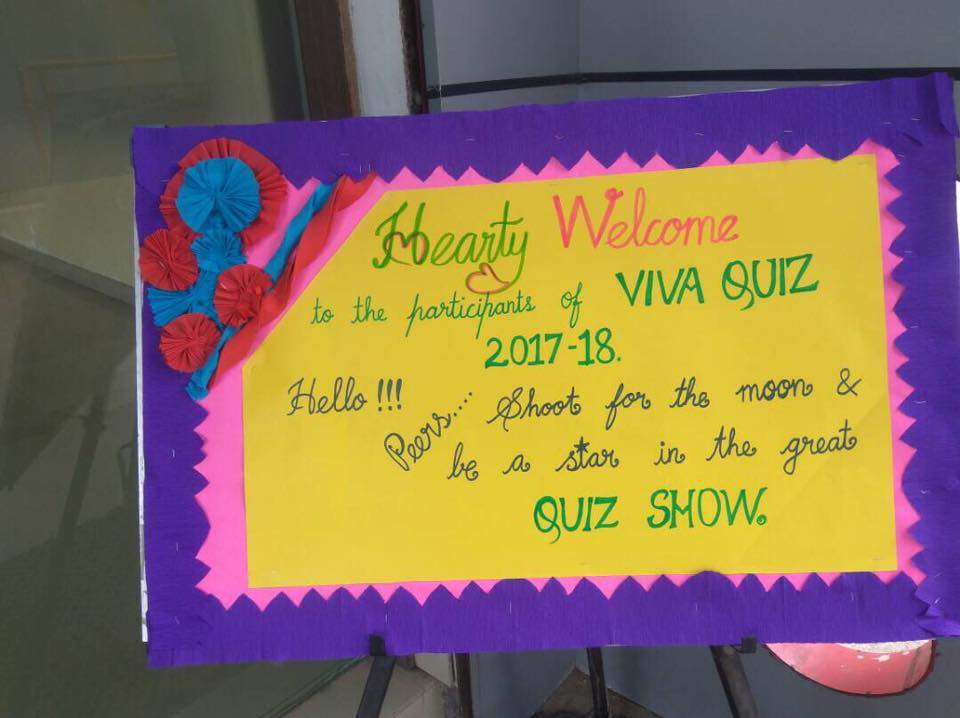 Hearty Welcome
to the participants of VIVA QUIZ
2017-18.
Hello !!!
Peers.... Shoot for the moon &
be a star in the great
QUIZ SHOW.